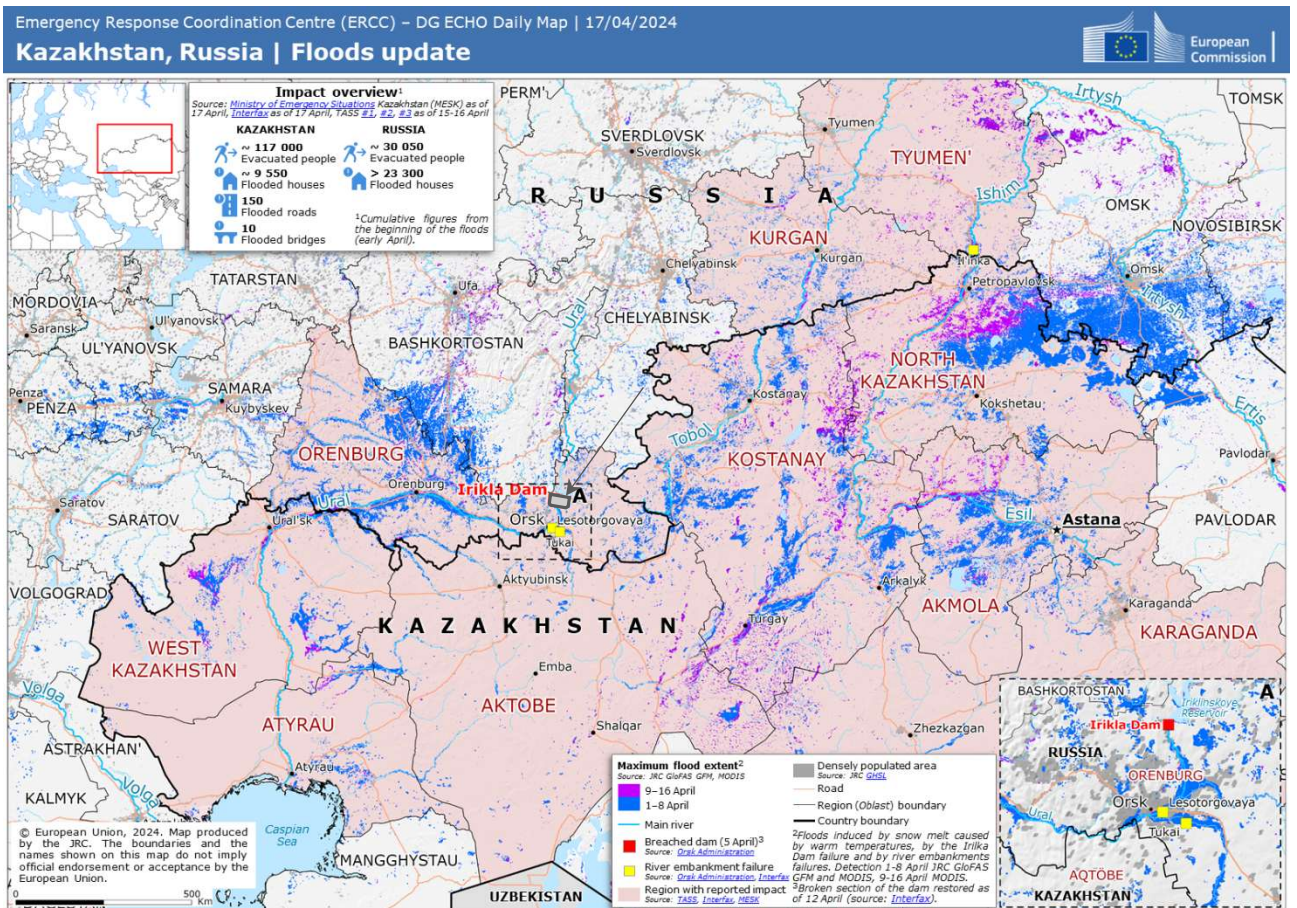 Emergency Response Coordination Centre (ERCC) – DG ECHO Daily Map | 17/04/2024
Kazakhstan, Russia | Floods update
European
Commission
Impact overview¹
Source: Ministry of Emergency Situations Kazakhstan (MESK) as of
17 April, Interfax as of 17 April, TASS #1, #2, #3 as of 15-16 April
KAZAKHSTAN
~ 117 000
Evacuated people
~ 9 550
Flooded houses
150
Flooded roads
10
Flooded bridges
RUSSIA
~ 30 050
Evacuated people
> 23 300
Flooded houses
¹Cumulative figures from
the beginning of the floods
(early April).
PERM'
SVERDLOVSK
Sverdlovsk
Tyumen
TYUMEN'
Irtysh
TOMSK
Ishim
OMSK
NOVOSIBIRSK
R U S S I A
KURGAN
Kurgan
Il'inka
Petropavlovsk
Omsk
Irtysh
Chelyabinsk
CHELYABINSK
Ufa
Ural
TATARSTAN
MORDOVIA
Saransk
Ul'yanovsk
UL'YANOVSK
BASHKORTOSTAN
SAMARA
Kuybyskev
Penza
PENZA
NORTH
KAZAKHSTAN
Kokshetau
Kostanay
Tobol
KOSTANAY
Ertis
Pavlodar
PAVLODAR
ORENBURG
Orenburg
Ural
Irikla Dam
A
Orsk
Lesotorgovaya
Tukai
Saratov
SARATOV
Ural'sk
Esil
Astana
Aktyubinsk
Arkalyk
AKMOLA
Karaganda
KARAGANDA
VOLGOGRAD
K A Z A K H S T A N
Turgay
WEST
KAZAKHSTAN
Emba
AKTOBE
Volga
ATYRAU
Shalqar
Zhezkazgan
ASTRAKHAN'
Atyrau
Volga
KALMYK
Caspian
Sea
MANGGHYSTAU
UZBEKISTAN
© European Union, 2024. Map produced
by the JRC. The boundaries and the
names shown on this map do not imply
official endorsement or acceptance by the
European Union.
0 500
Km
Maximum flood extent²
Source: JRC GloFAS GFM, MODIS
9–16 April
1–8 April
Main river
Breached dam (5 April)³
Source: Orsk Administration
River embankment failure
Source: Orsk Administration, Interfax
Region with reported impact
Source: TASS, Interfax, MESK
Densely populated area
Source: JRC GHSL
Road
Region (Oblast) boundary
Country boundary
²Floods induced by snow melt caused
by warm temperatures, by the Irilka
Dam failure and by river embankments
failures. Detection 1-8 April JRC GloFAS
GFM and MODIS, 9-16 April MODIS.
³Broken section of the dam restored as
of 12 April (source: Interfax).
BASHKORTOSTAN
A
Iriklinskoye
Reservoir
Irikla Dam
RUSSIA
ORENBURG
Orsk
Lesotorgovaya
Ural
Tukai
AQTÖBE
KAZAKHSTAN